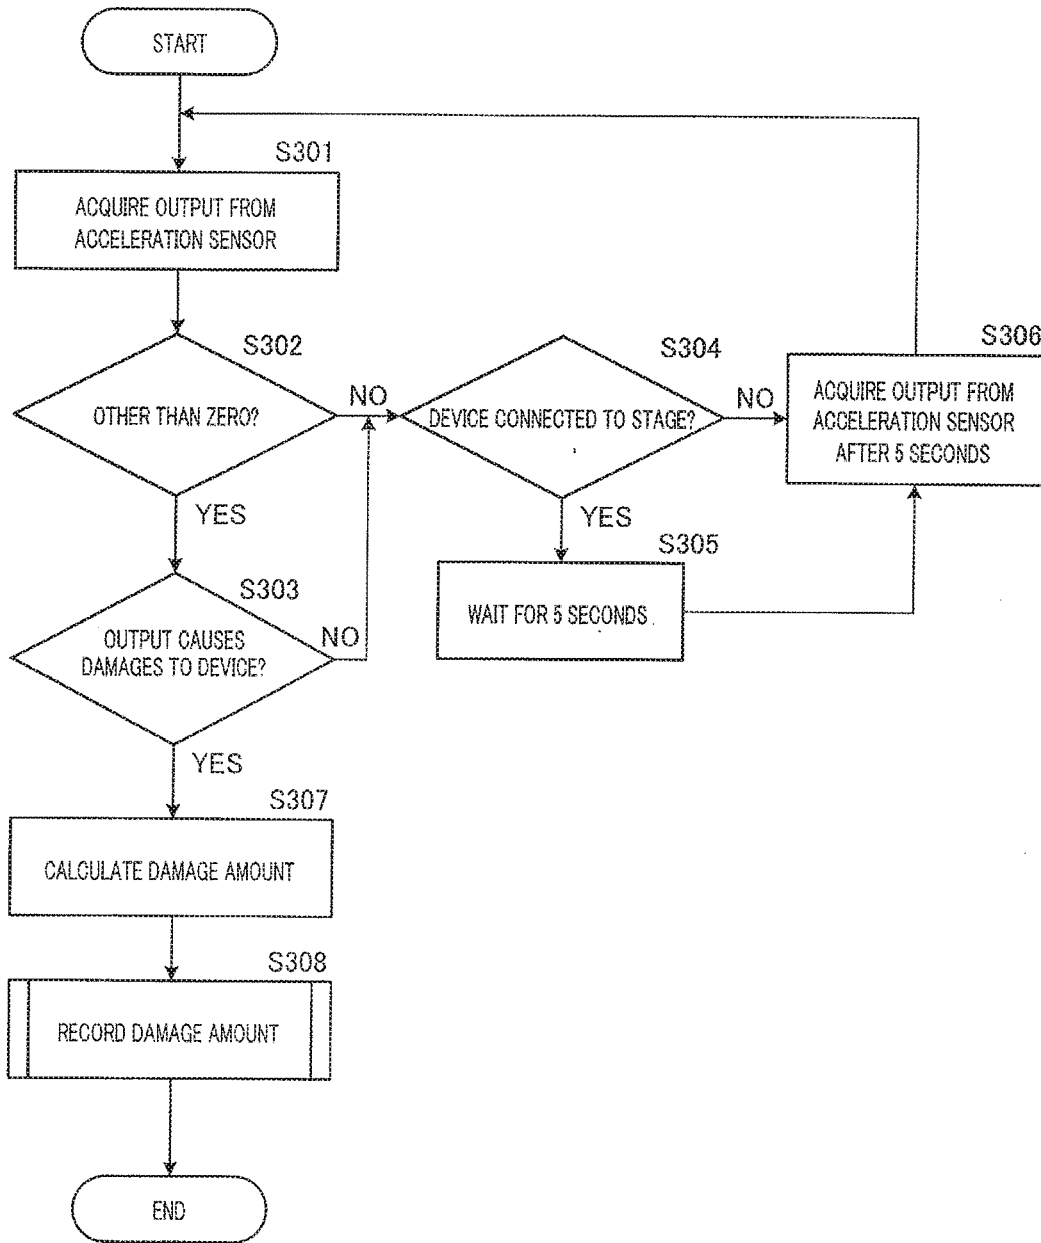 START
S301
ACQUIRE OUTPUT FROM
ACCELERATION SENSOR
S302
OTHER THAN ZERO?
NO
YES
S304
DEVICE CONNECTED TO STAGE?
NO
YES
S306
ACQUIRE OUTPUT FROM
ACCELERATION SENSOR
AFTER 5 SECONDS
S305
WAIT FOR 5 SECONDS
S303
OUTPUT CAUSES
DAMAGES TO DEVICE?
NO
YES
S307
CALCULATE DAMAGE AMOUNT
S308
RECORD DAMAGE AMOUNT
END